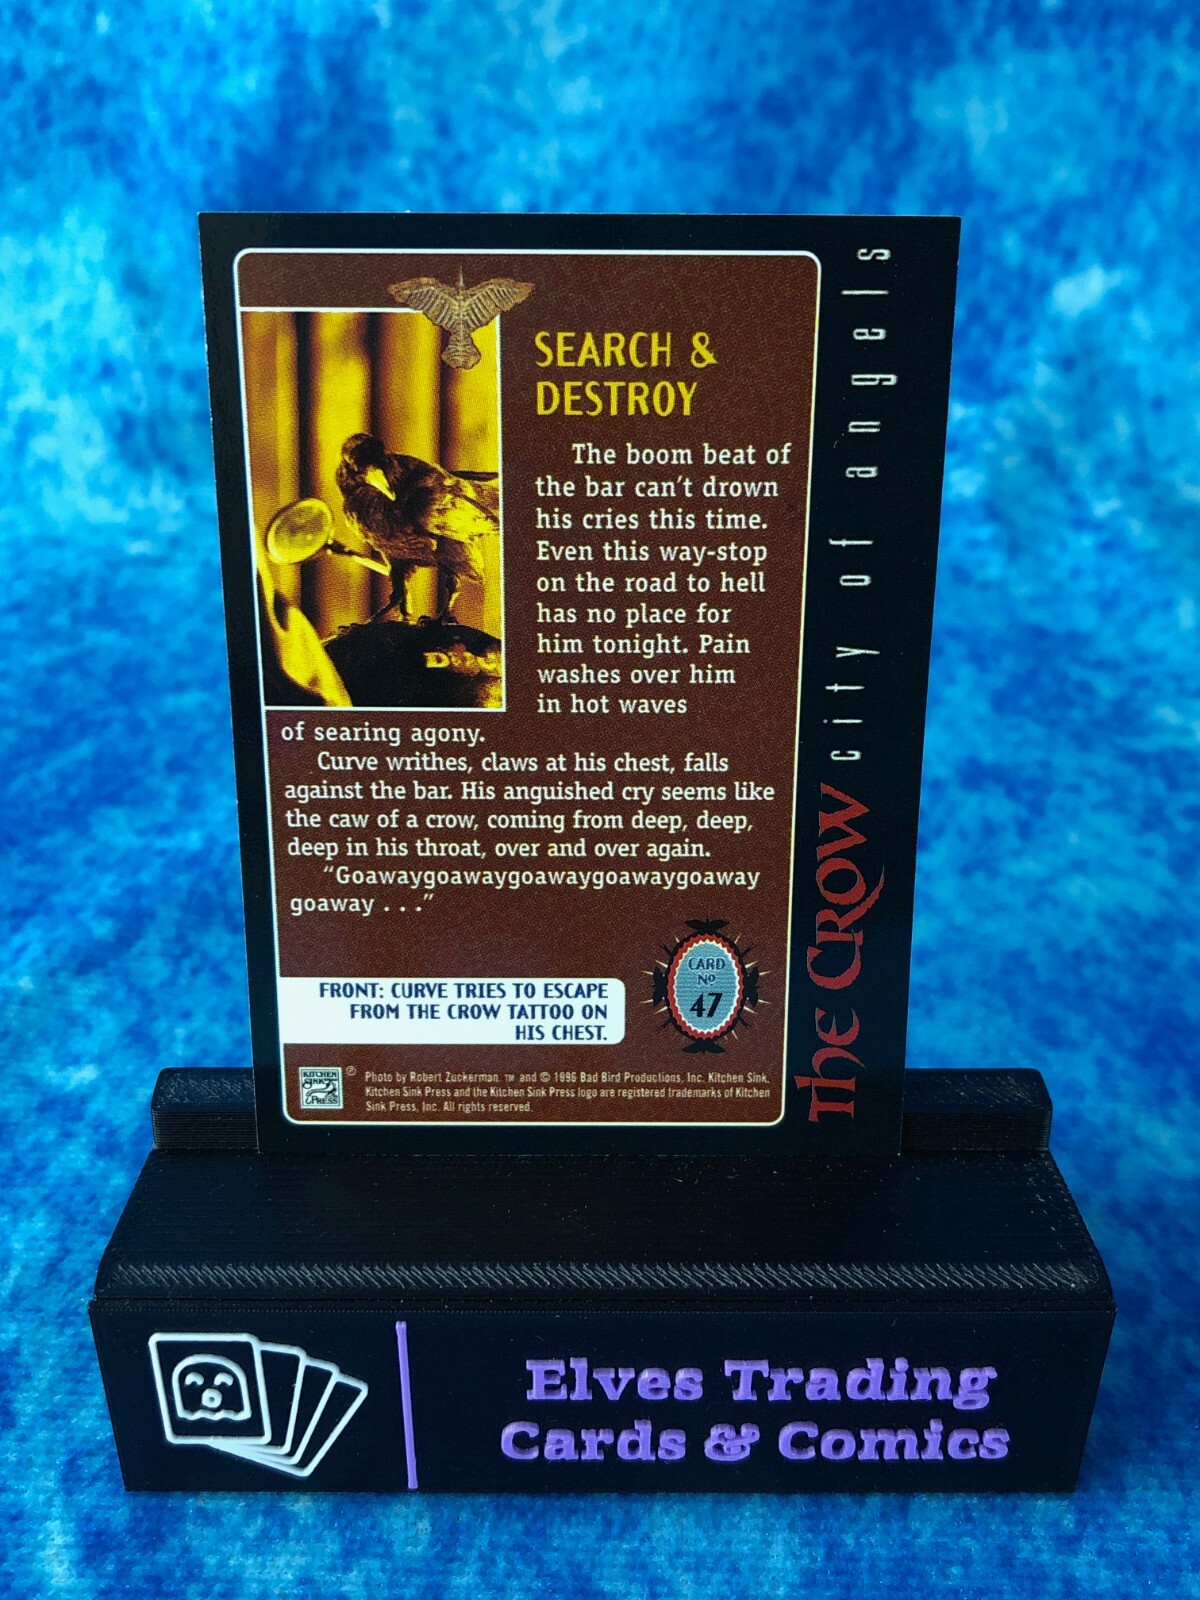 SEARCH &
DESTROY
The boom beat of
the bar can't drown
his cries this time.
Even this way-stop
on the road to hell
has no place for
him tonight. Pain
washes over him
in hot waves
of searing agony.
Curve writhes, claws at his chest, falls
against the bar. His anguished cry seems like
the caw of a crow, coming from deep, deep,
deep in his throat, over and over again.
“Goawaygoawaygoawaygoawaygoaway
goaway . . .”
CARD
Nº
47
FRONT: CURVE TRIES TO ESCAPE
FROM THE CROW TATTOO ON
HIS CHEST.
KITCHEN
SINK
PRESS
®
Photo by Robert Zuckerman. ™ and © 1996 Bad Bird Productions, Inc. Kitchen Sink,
Kitchen Sink Press and the Kitchen Sink Press logo are registered trademarks of Kitchen
Sink Press, Inc. All rights reserved.
The CROW city of angels
Elves Trading
Cards & Comics